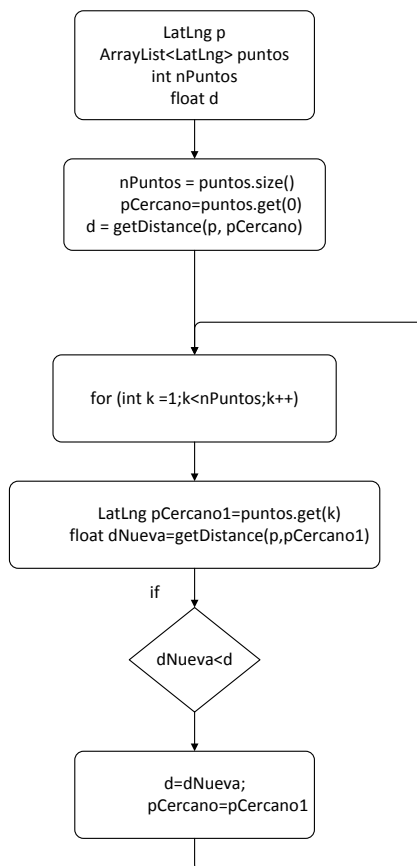 LatLng p
ArrayList<LatLng> puntos
int nPuntos
float d
nPuntos = puntos.size()
pCercano=puntos.get(0)
d = getDistance(p, pCercano)
for (int k =1;k<nPuntos;k++)
LatLng pCercano1=puntos.get(k)
float dNueva=getDistance(p,pCercano1)
if
dNueva<d
d=dNueva;
pCercano=pCercano1